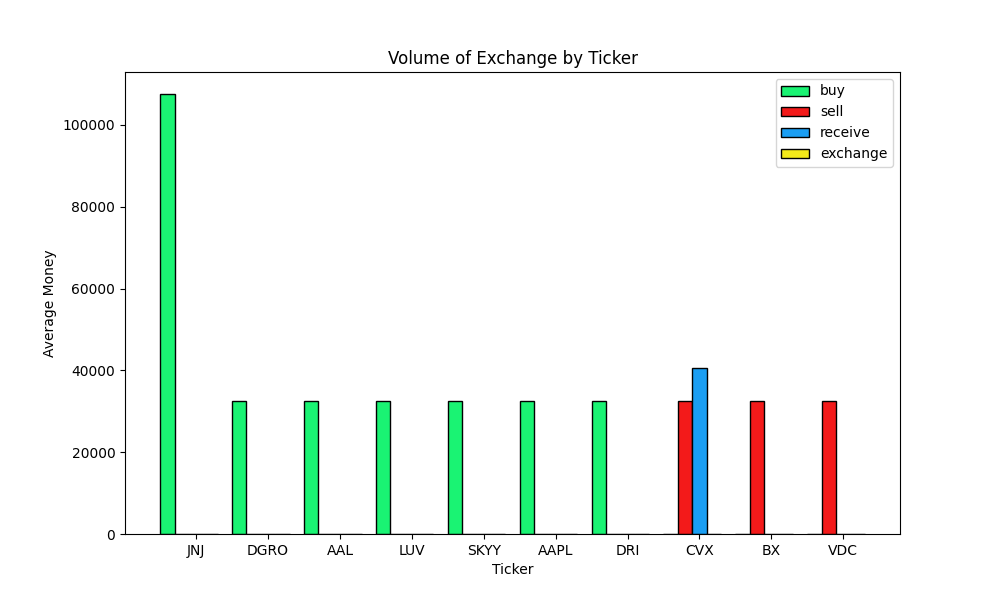 Volume of Exchange by Ticker
buy
sell
receive
exchange
100000
80000
60000
40000
20000
0
Average Money
JNJ DGRO AAL LUV SKYY AAPL DRI CVX BX VDC
Ticker